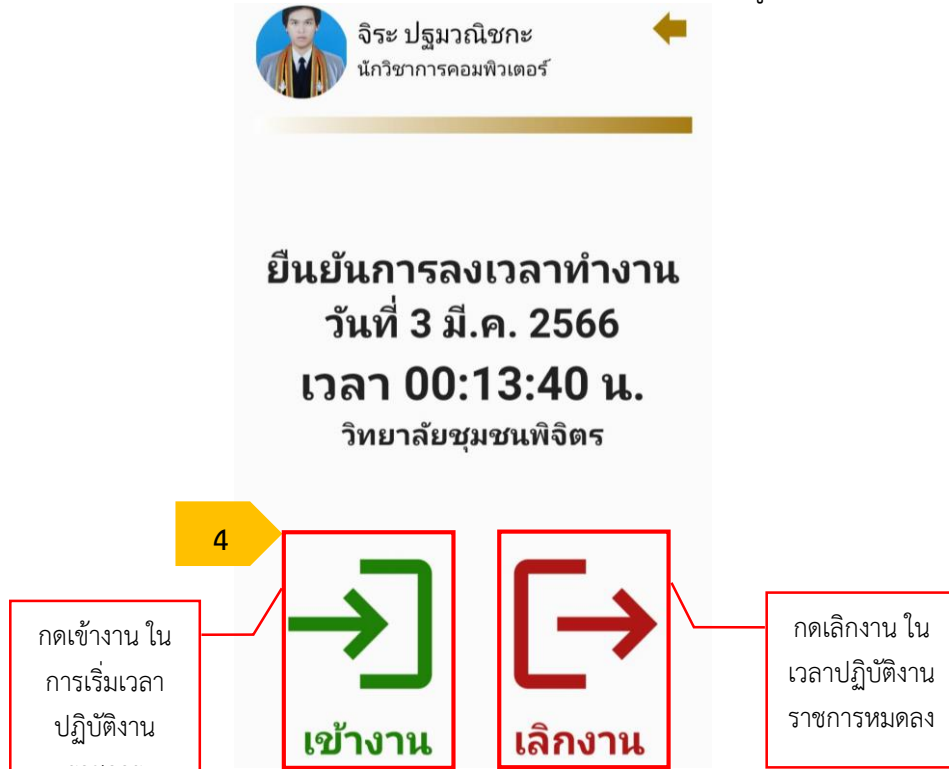 จิระ ปฐมวณิชกะ
นักวิชาการคอมพิวเตอร์
ยืนยันการลงเวลาทำงาน
วันที่ 3 มี.ค. 2566
เวลา 00:13:40 น.
วิทยาลัยชุมชนพิจิตร
4
กดเข้างาน ใน
การเริ่มเวลา
ปฏิบัติงาน
เข้างาน
เลิกงาน
กดเลิกงาน ใน
เวลาปฏิบัติงาน
ราชการหมดลง